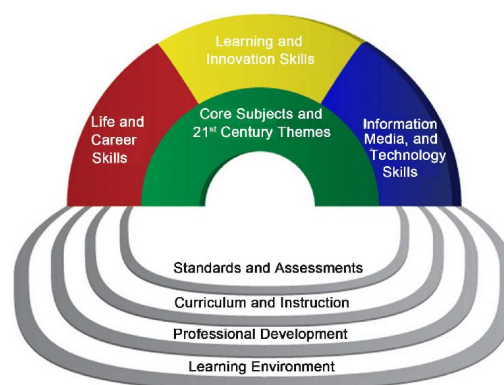 Learning and
Innovation Skills
Life and
Career
Skills
Core Subjects and
21st Century Themes
Information
Media, and
Technology
Skills
Standards and Assessments
Curriculum and Instruction
Professional Development
Learning Environment